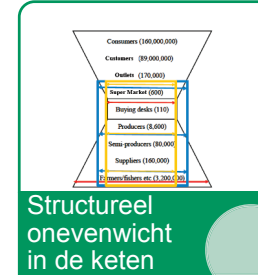 Consumers (160,000,000)
Customers (89,000,000)
Outlets (170,000)
Super Market (600)
Buying desks (110)
Producers (8,600)
Semi-producers (80,000)
Suppliers (160,000)
Farmers/fishers etc (3,200,000)
Structureel
onevenwicht
in de keten